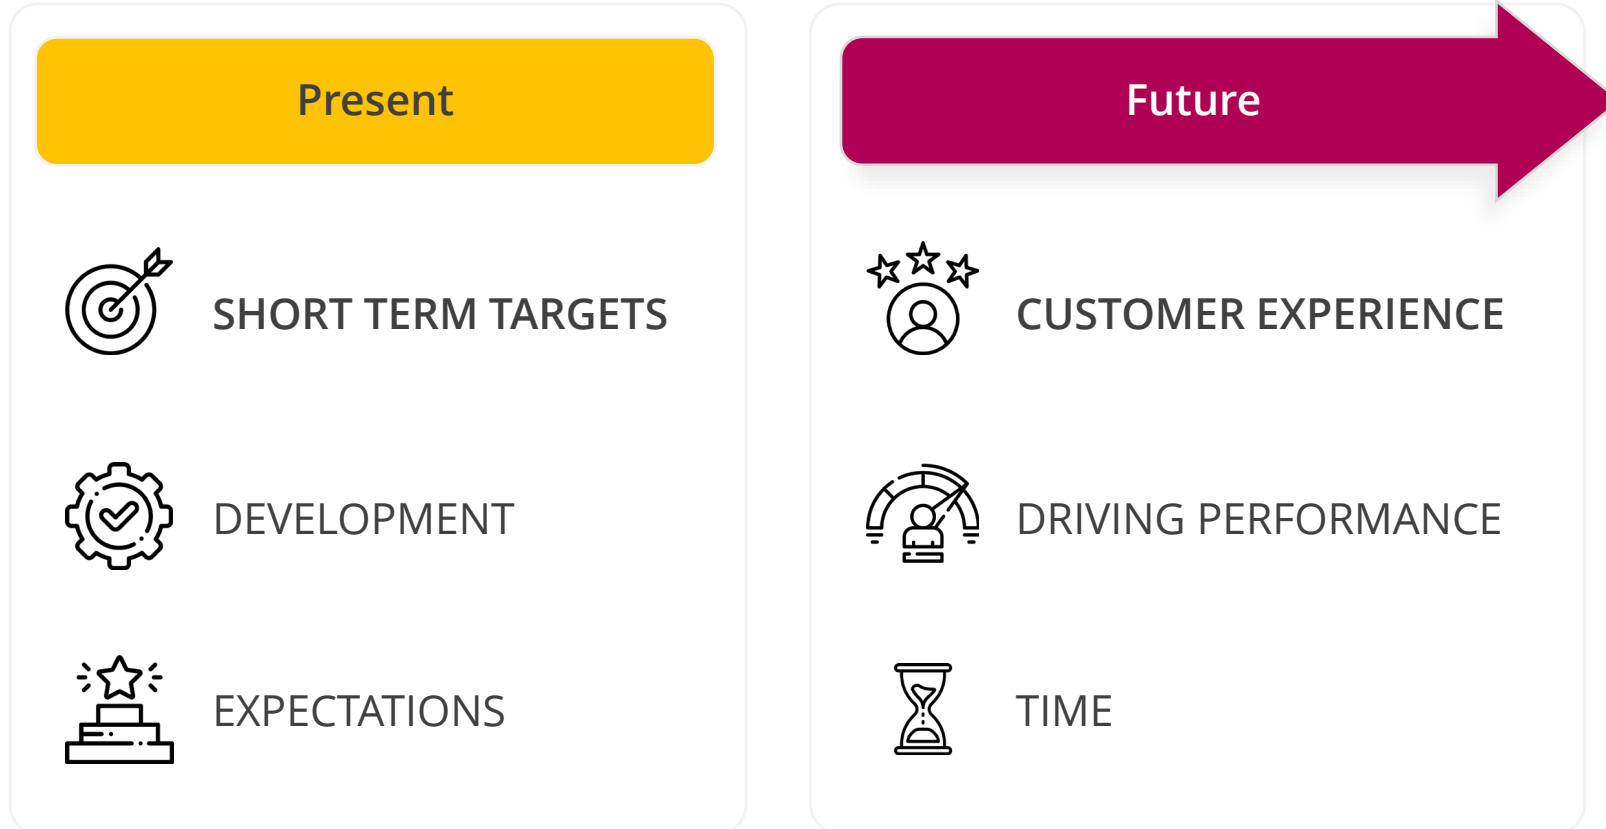 Present
SHORT TERM TARGETS
DEVELOPMENT
EXPECTATIONS
Future
CUSTOMER EXPERIENCE
DRIVING PERFORMANCE
TIME